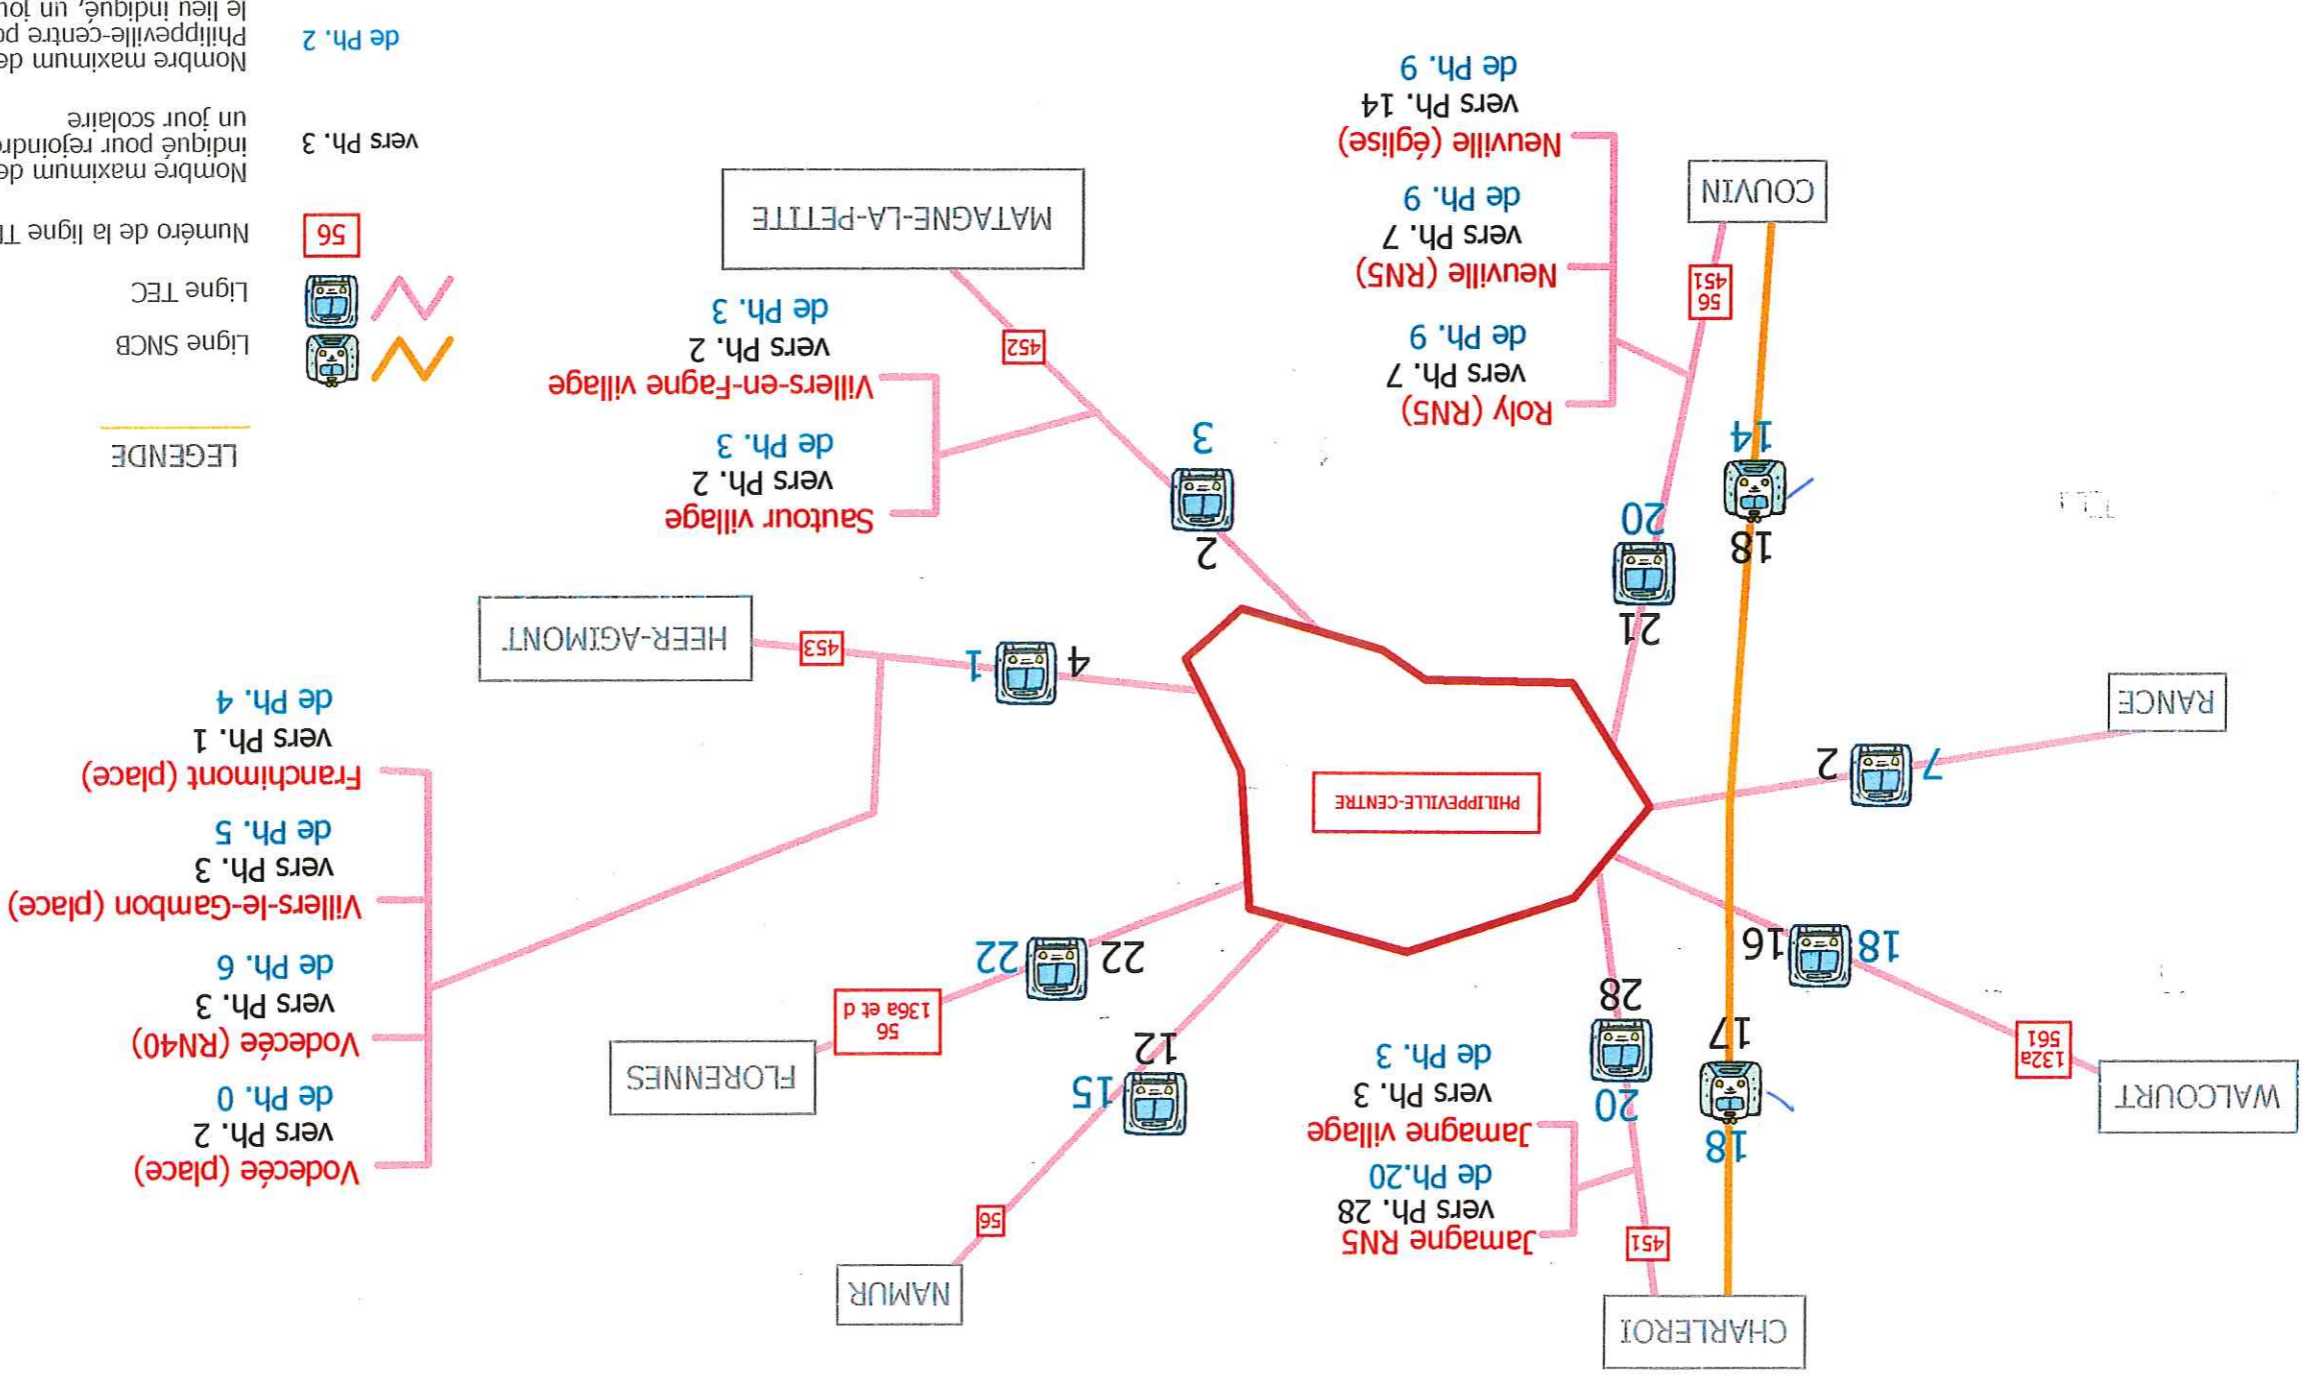 CHARLEROI
NAMUR
451
Jamagne RN5
vers Ph. 28
de Ph.20
Jamagne village
vers Ph. 3
de Ph. 3
56
WALCOURT
132a
561
18
17
20
28
15
12
FLORENNES
56
136a et d
22
22
18
16
Vodecée (place)
vers Ph. 2
de Ph. 0
Vodecée (RN40)
vers Ph. 3
de Ph. 6
Villers-le-Gambon (place)
vers Ph. 3
de Ph. 5
Franchimont (place)
vers Ph. 1
de Ph. 4
PHILIPPEVILLE-CENTRE
7
2
RANCE
4
1
453
HEER-AGIMONT
21
20
18
14
2
3
Sautour village
vers Ph. 2
de Ph. 3
Villers-en-Fagne village
vers Ph. 2
de Ph. 3
452
MATAGNE-LA-PETITE
Roly (RN5)
vers Ph. 7
de Ph. 9
Neuville (RN5)
vers Ph. 7
de Ph. 9
Neuville (église)
vers Ph. 14
de Ph. 9
56
451
COUVIN
LEGENDE
Ligne SNCB
Ligne TEC
56 Numéro de la ligne
vers Ph. 3 Nombre maximum de
indiqué pour rejoindre
un jour scolaire
de Ph. 2 Nombre maximum de
Philippeville-centre
le lieu indiqué, un